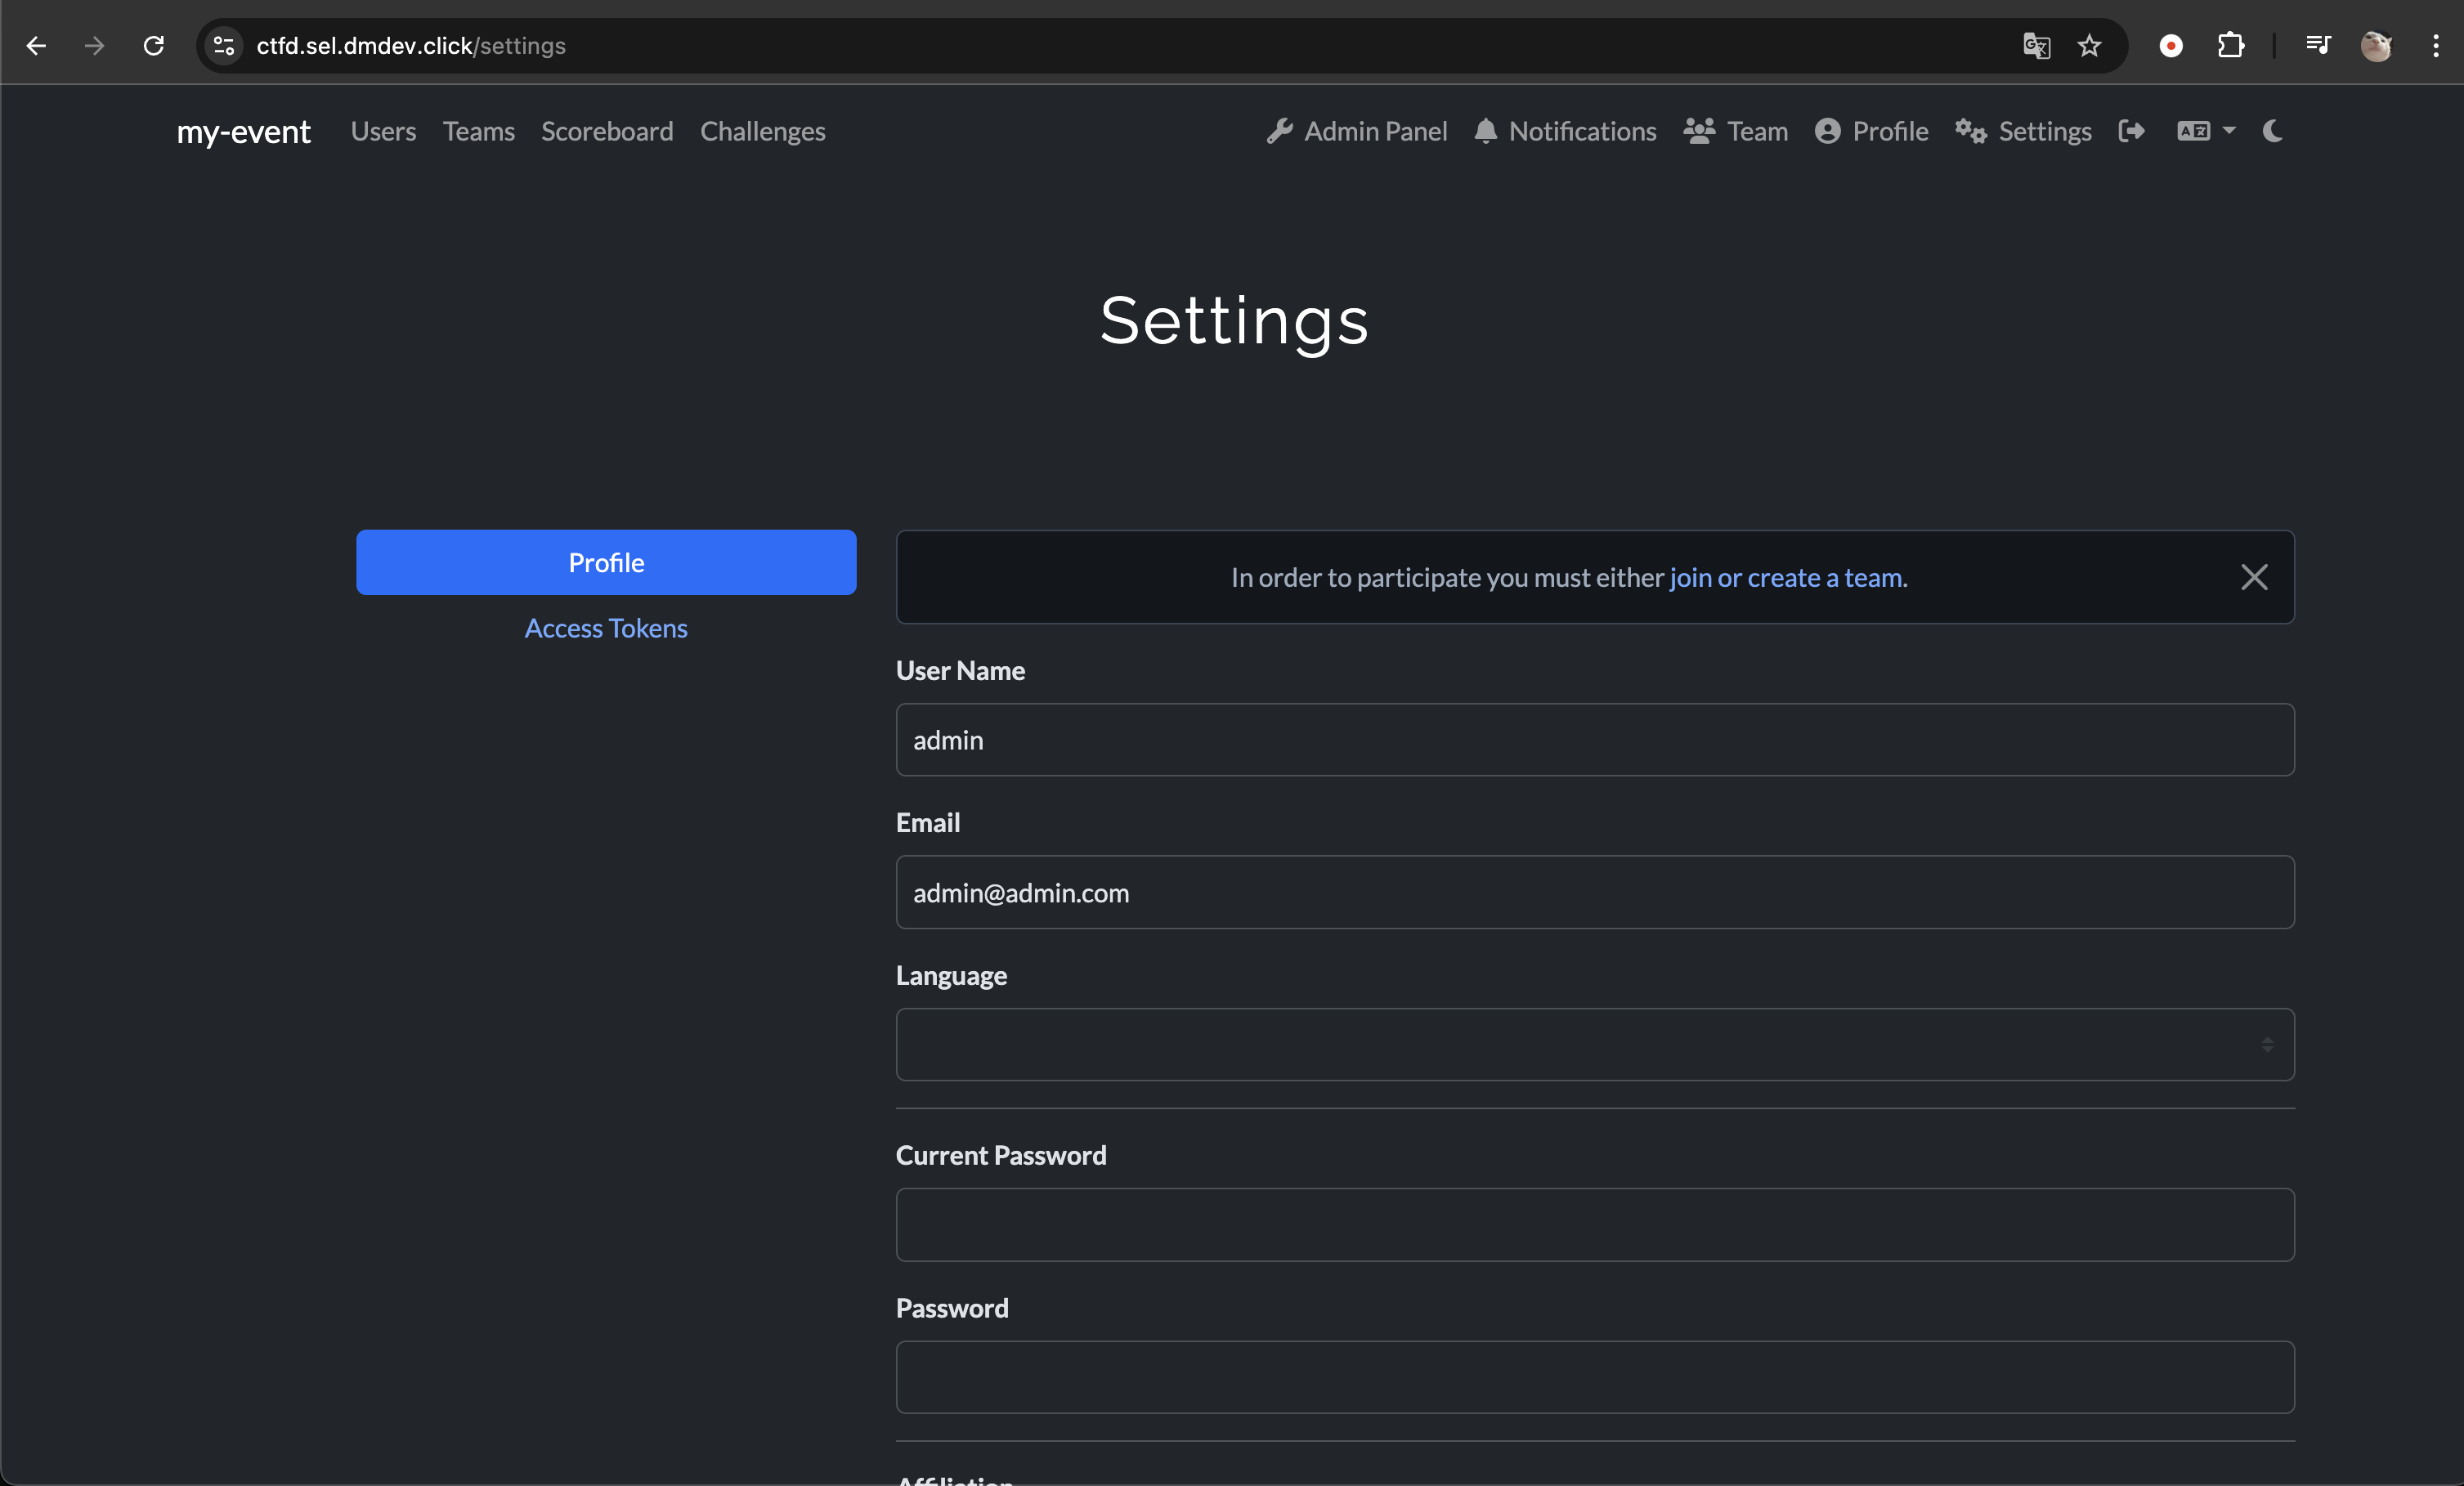 ctfd.sel.dmdev.click/settings
my-event Users Teams Scoreboard Challenges Admin Panel Notifications Team Profile Settings
Settings
Profile
Access Tokens
In order to participate you must either join or create a team.
User Name
admin
Email
admin@admin.com
Language
Current Password
Password